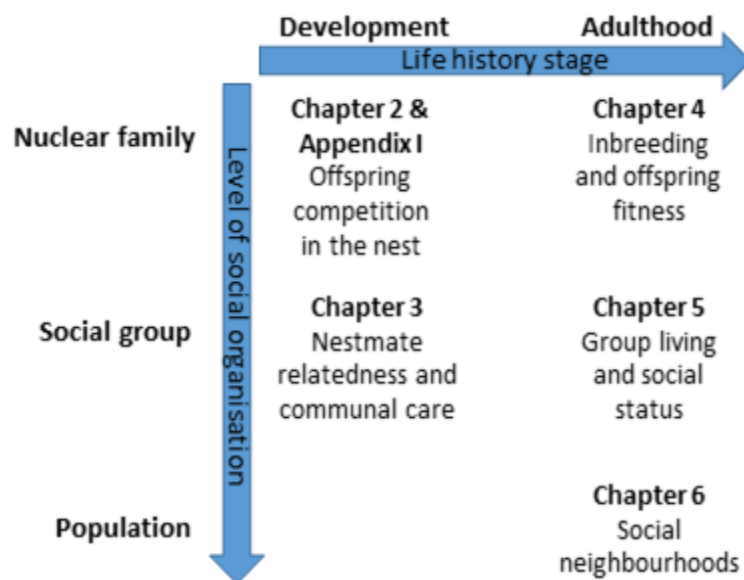 Development
Adulthood
Life history stage
Level of social organisation
Nuclear family
Chapter 2 &
Appendix I
Offspring
competition
in the nest
Chapter 4
Inbreeding
and offspring
fitness
Social group
Chapter 3
Nestmate
relatedness and
communal care
Chapter 5
Group living
and social
status
Population
Chapter 6
Social
neighbourhoods